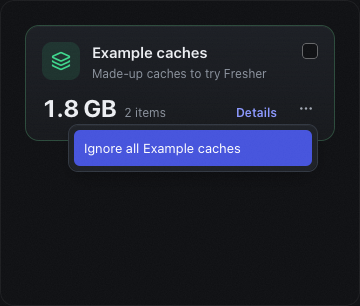 Example caches
Made-up caches to try Fresher
1.8 GB 2 items Details ···
Ignore all Example caches